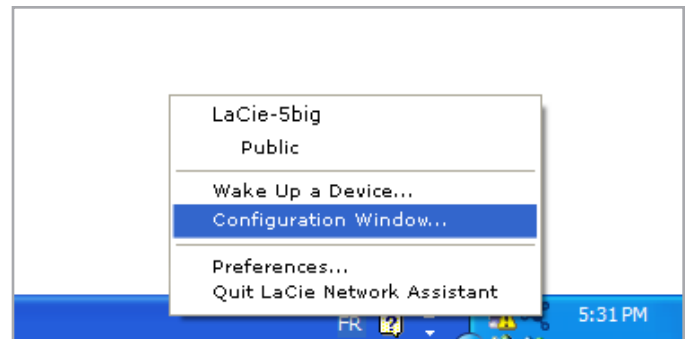 LaCie-5big
Public
Wake Up a Device...
Configuration Window...
Preferences...
Quit LaCie Network Assistant
FR
5:31 PM